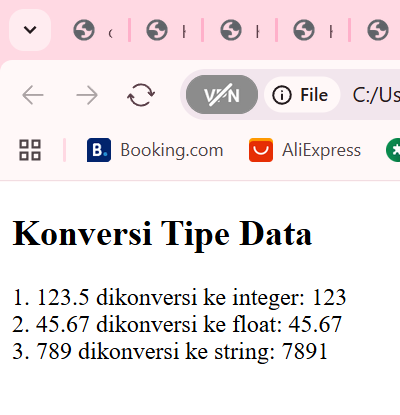 VPN
File
C:/Us
Booking.com
AliExpress
Konversi Tipe Data
1. 123.5 dikonversi ke integer: 123
2. 45.67 dikonversi ke float: 45.67
3. 789 dikonversi ke string: 7891